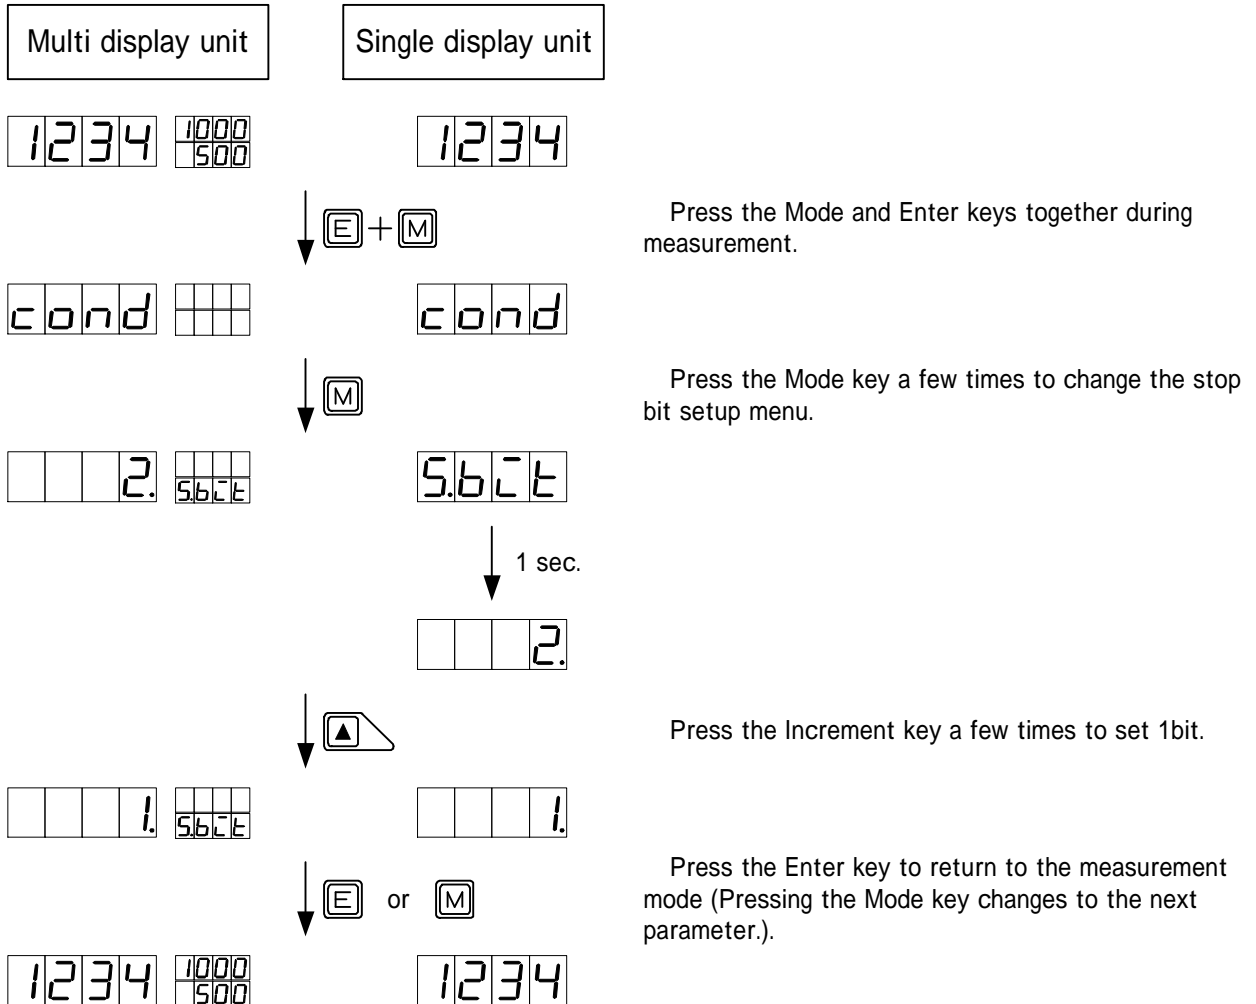 Multi display unit Single display unit
1234 1000 1234
500
E + M
Press the Mode and Enter keys together during
measurement.
cond cond
M
Press the Mode key a few times to change the stop
bit setup menu.
2. S.bit S.bit
1 sec.
2.
▲
Press the Increment key a few times to set 1bit.
1. S.bit 1.
Press the Enter key to return to the measurement
E or M
mode (Pressing the Mode key changes to the next
parameter.).
1234 1000 1234
500